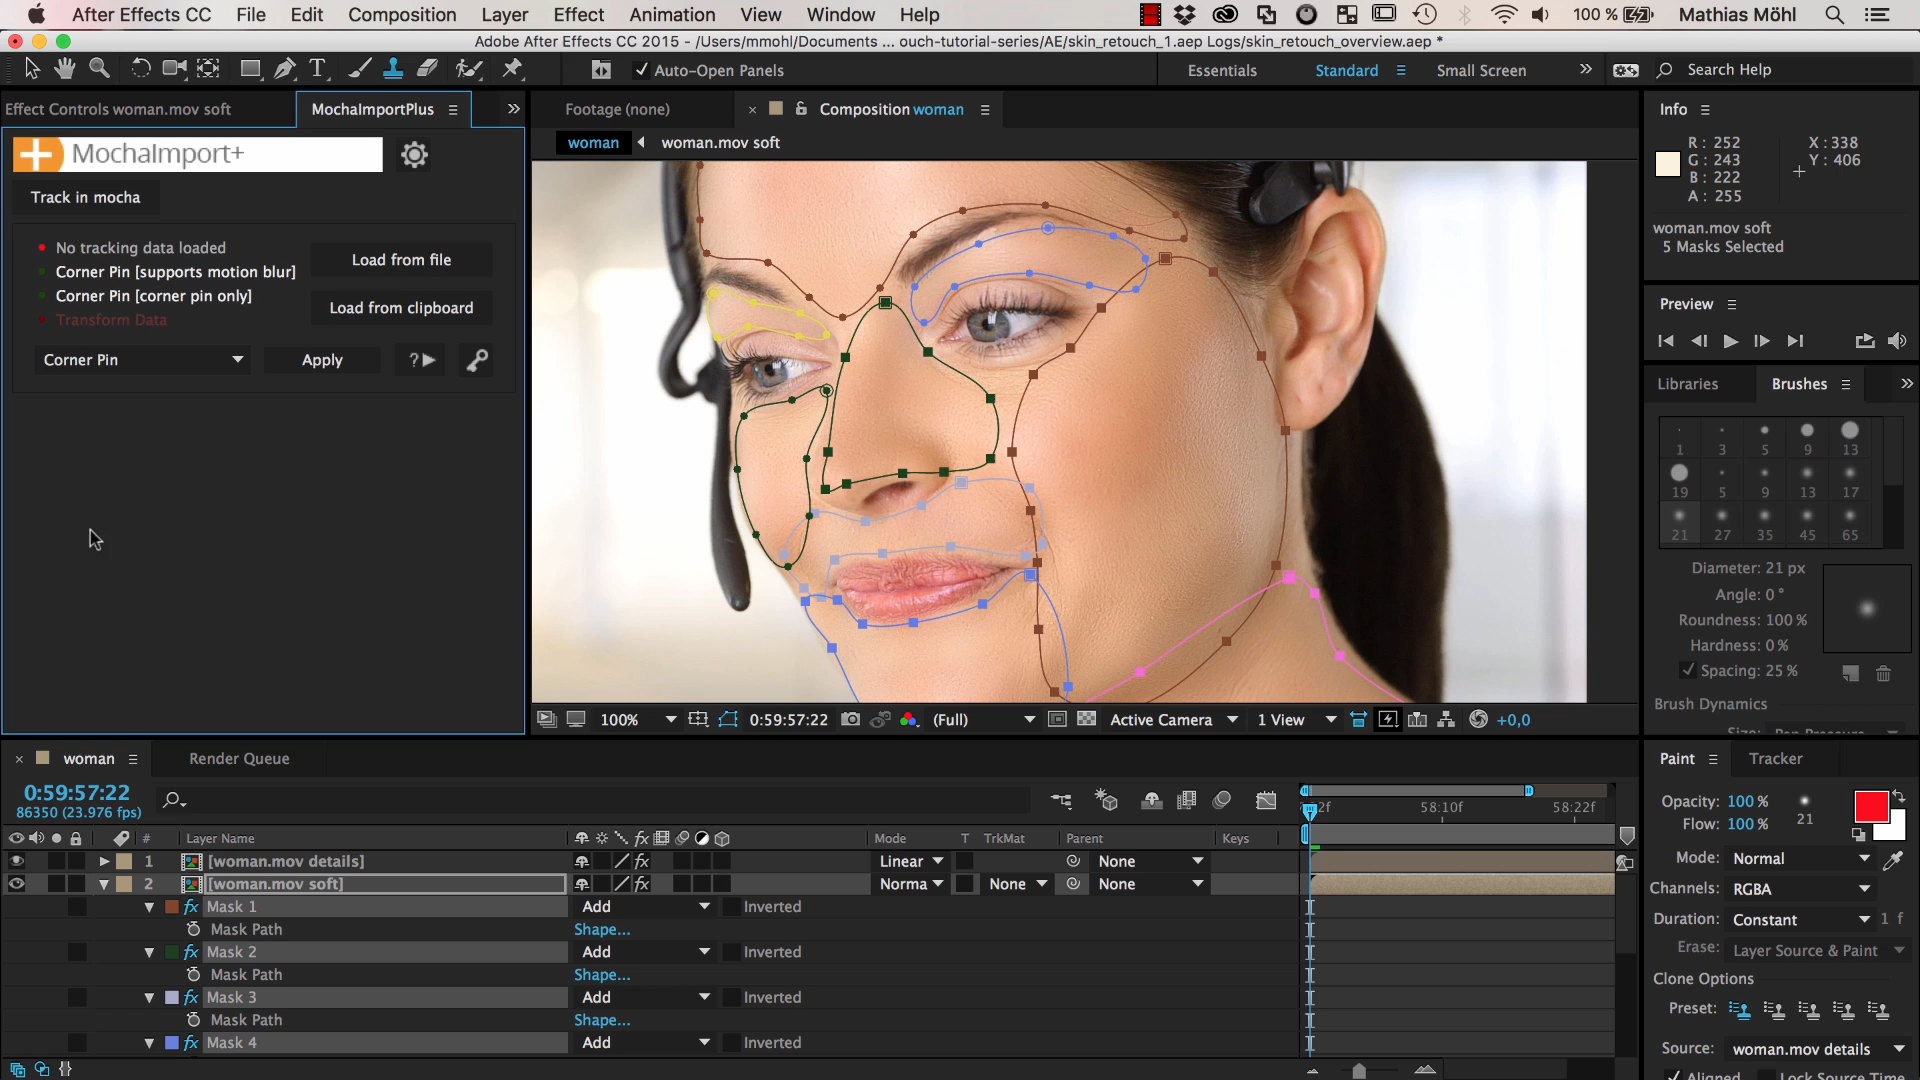 After Effects CC File Edit Composition Layer Effect Animation View Window Help 100 % Mathias Möhl
Adobe After Effects CC 2015 - /Users/mmohl/Documents ... ouch-tutorial-series/AE/skin_retouch_1.aep Logs/skin_retouch_overview.aep *
Auto-Open Panels Essentials Standard Small Screen Search Help
Effect Controls woman.mov soft MochaImportPlus Footage (none) Composition woman Info
MochaImport+ woman woman.mov soft
R : 252 X : 338
G : 243 Y : 406
B : 222
A : 255
Track in mocha
woman.mov soft
5 Masks Selected
No tracking data loaded
Load from file
Corner Pin [supports motion blur]
Corner Pin [corner pin only]
Load from clipboard
Transform Data
Preview
Corner Pin Apply ?
Libraries Brushes
1 3 5 9 13
19 5 9 13 17
21 27 35 45 65
Diameter: 21 px
Angle: 0 °
Roundness: 100 %
Hardness: 0 %
Spacing: 25 %
Brush Dynamics
Size: Pen Pressure
100% 0:59:57:22 (Full) Active Camera 1 View +0,0
woman Render Queue Paint Tracker
0:59:57:22
86350 (23.976 fps)
58:10f 58:22f
Opacity: 100 %
Flow: 100 % 21
# Layer Name Mode T TrkMat Parent Keys
1 [woman.mov details] Linear None
Mode: Normal
2 [woman.mov soft] Norma None None
Channels: RGBA
Mask 1 Add Inverted
Duration: Constant 1 f
Mask Path Shape...
Mask 2 Add Inverted
Erase: Layer Source & Paint
Mask Path Shape...
Clone Options
Mask 3 Add Inverted
Preset:
Mask Path Shape...
Mask 4 Add Inverted
Source: woman.mov details
Aligned Lock Source Time